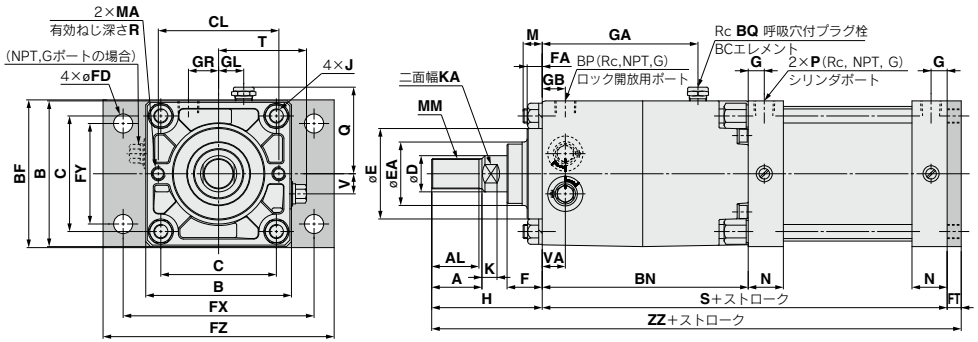 2×MA
有効ねじ深さR
(NPT,Gポートの場合)
4×øFD
CL
T
GR
GL
4×J
BF
B
C
FY
Q
V
C
B
FX
FZ
M
FA
GB
GA
BP(Rc,NPT,G)
ロック開放用ポート
Rc BQ 呼吸穴付プラグ栓
BCエレメント
G
2×P(Rc, NPT, G)
シリンダポート
G
二面幅KA
MM
øE
øEA
øD
AL
A
K
F
VA
H
BN
N
N
S+ストローク
FT
ZZ+ストローク